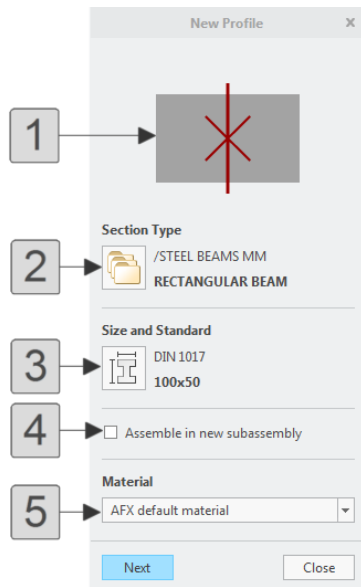 New Profile x
1
Section Type
2
/STEEL BEAMS MM
RECTANGULAR BEAM
Size and Standard
3
DIN 1017
100x50
4
Assemble in new subassembly
Material
5
AFX default material
Next Close